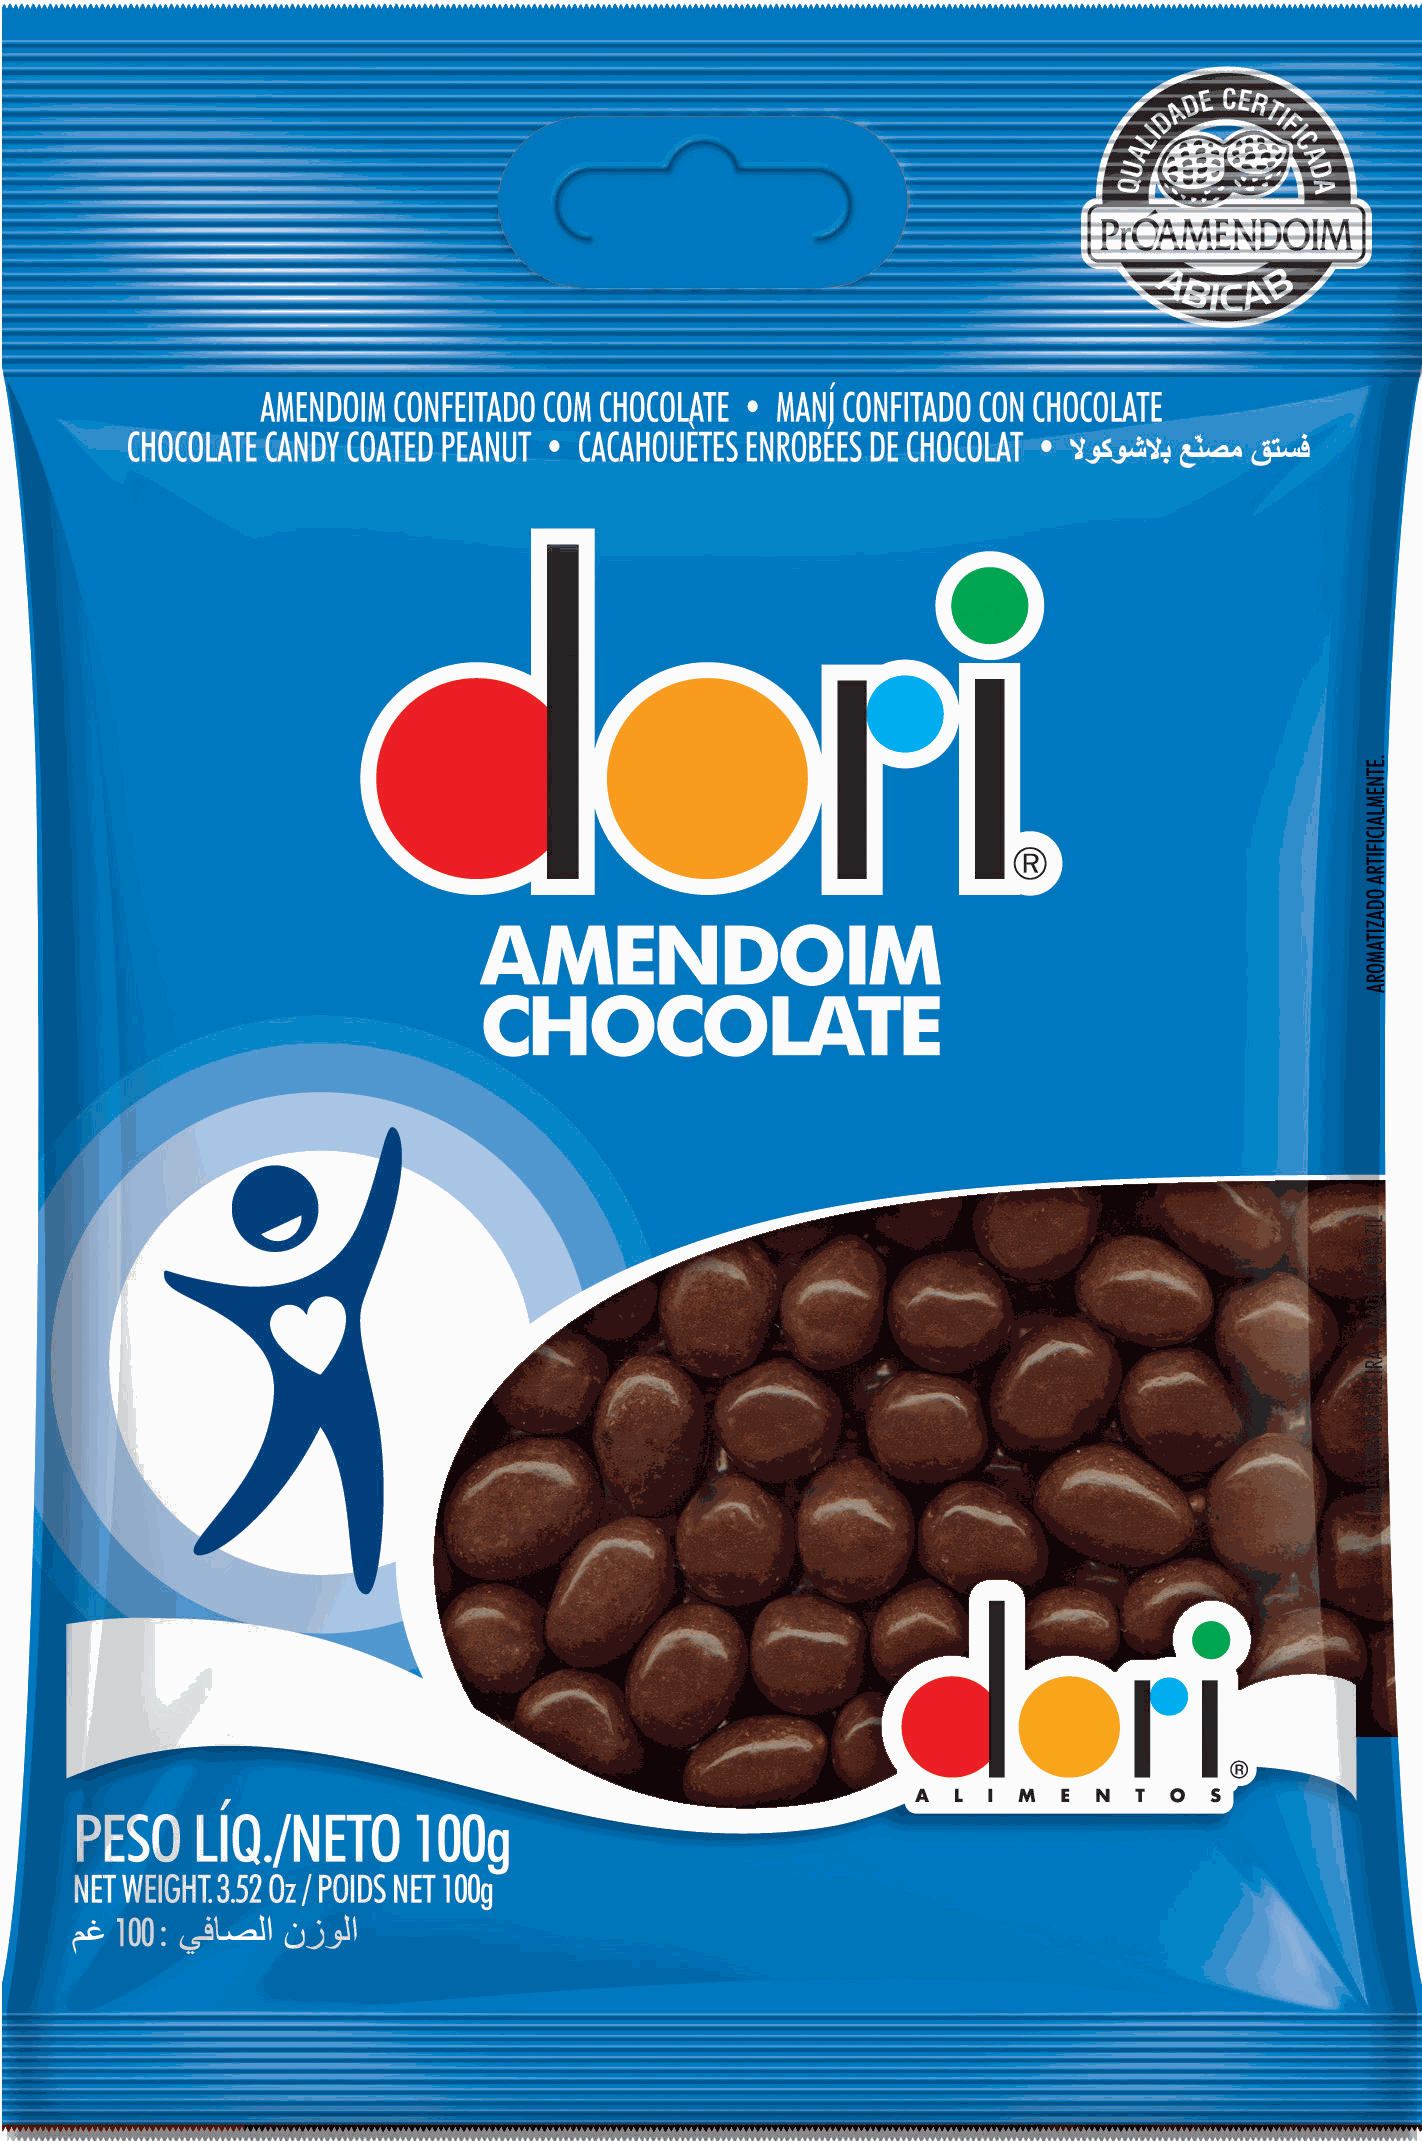 QUALIDADE CERTIFICADA
PrÓAMENDOIM
ABICAB
AMENDOIM CONFEITADO COM CHOCOLATE • MANÍ CONFITADO CON CHOCOLATE
CHOCOLATE CANDY COATED PEANUT • CACAHOUÈTES ENROBÉES DE CHOCOLAT • فستق مصنّع بالاشوكولا
dori®
AMENDOIM
CHOCOLATE
AROMATIZADO ARTIFICIALMENTE.
dori®
ALIMENTOS
PESO LÍQ./NETO 100g
NET WEIGHT. 3.52 Oz / POIDS NET 100g
الوزن الصافي : 100 غم